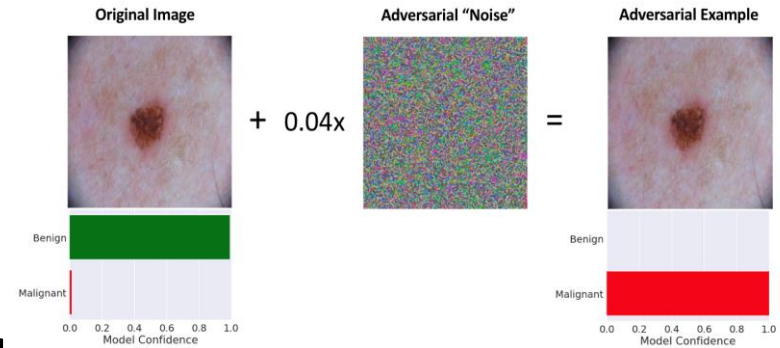 Original Image
Adversarial “Noise”
Adversarial Example
+ 0.04x
=
Benign
Malignant
0.0 0.2 0.4 0.6 0.8 1.0
Model Confidence
Benign
Malignant
0.0 0.2 0.4 0.6 0.8 1.0
Model Confidence